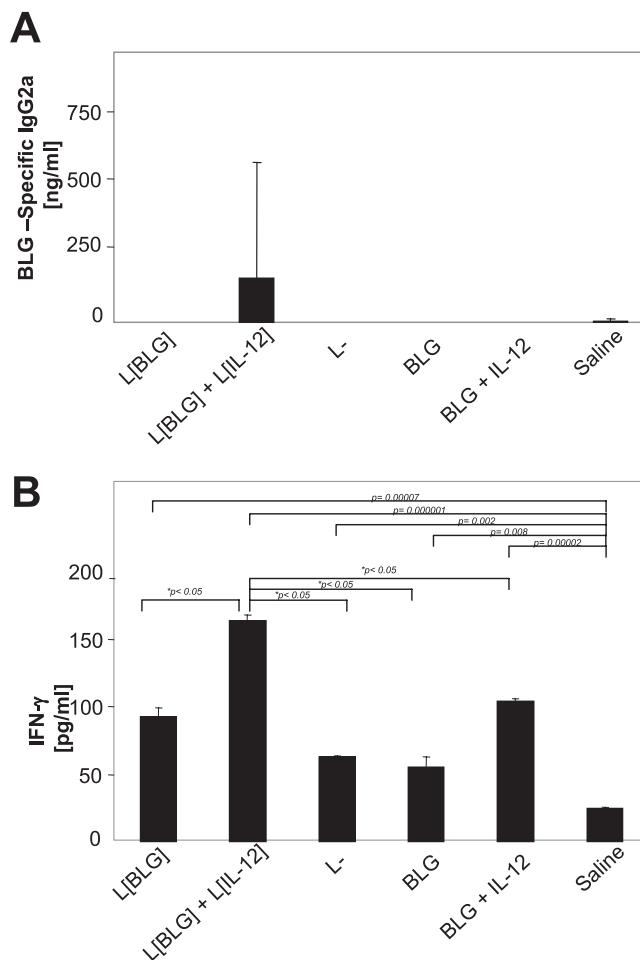 A
BLG –Specific IgG2a
[ng/ml]
750
500
250
0
L[BLG]
L[BLG] + L[IL-12]
L-
BLG
BLG + IL-12
Saline
B
p= 0.00007
p= 0.000001
p= 0.002
p= 0.008
p= 0.00002
*p< 0.05
*p< 0.05
*p< 0.05
*p< 0.05
IFN-γ
[pg/ml]
200
150
100
50
0
L[BLG]
L[BLG] + L[IL-12]
L-
BLG
BLG + IL-12
Saline